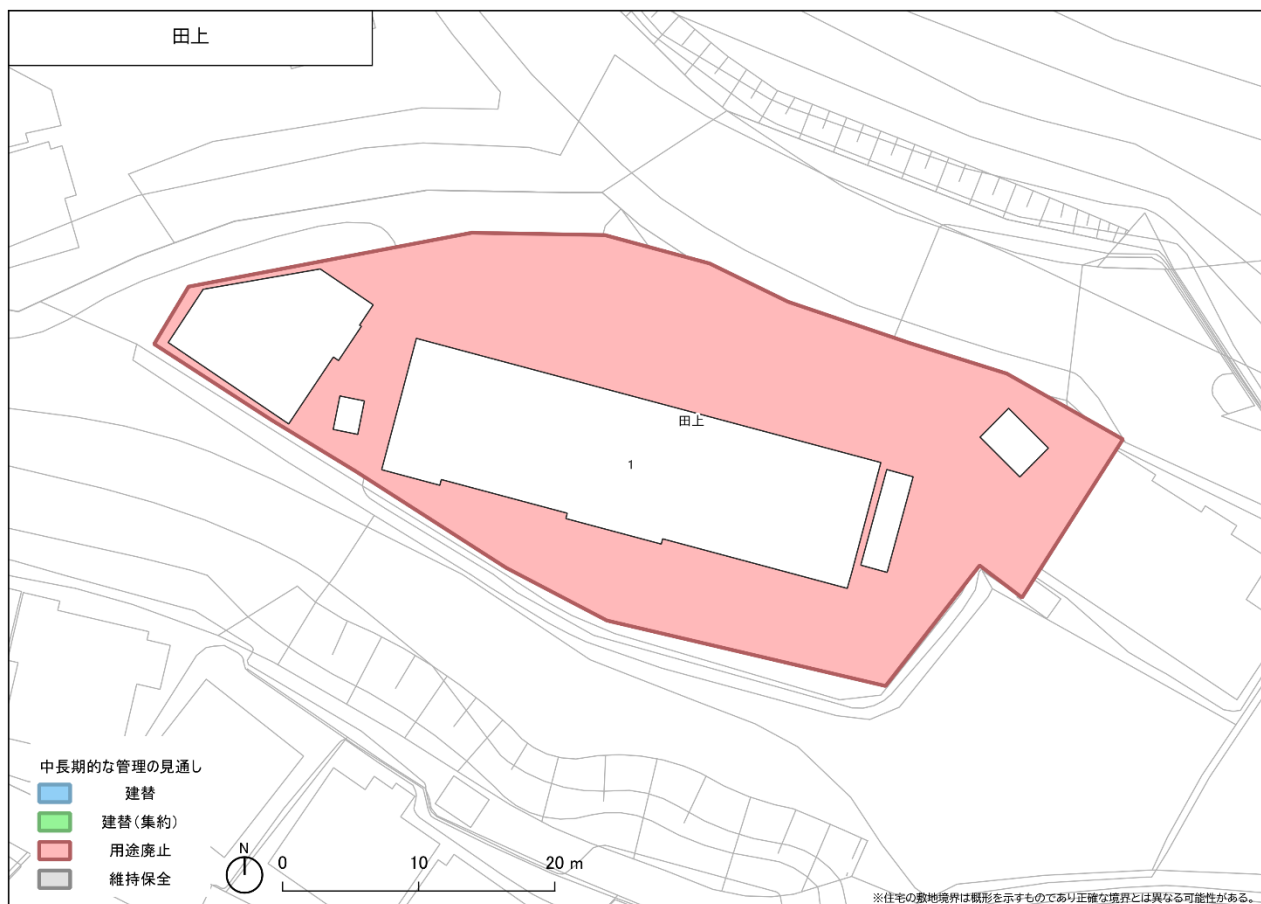 田上
田上
1
中長期的な管理の見通し
建替
建替(集約)
用途廃止
維持保全
N
0 10 20 m
※住宅の敷地境界は概形を示すものであり正確な境界とは異なる可能性がある。